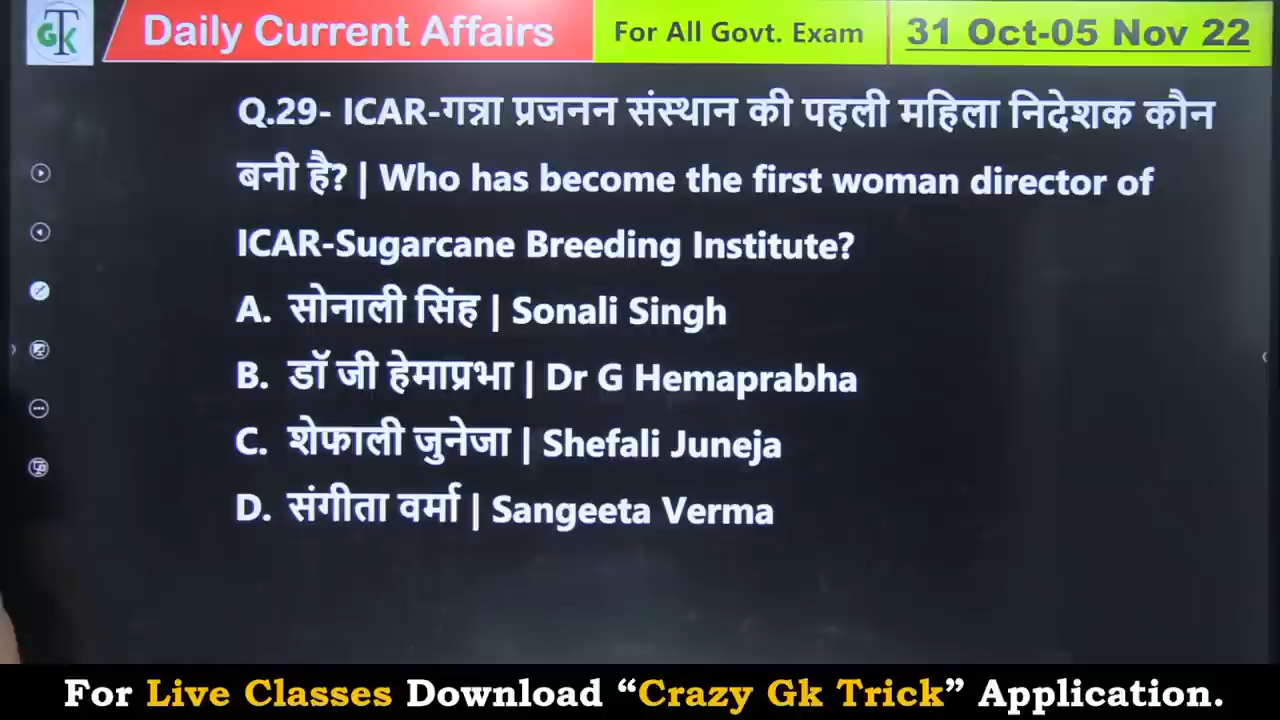 GTK
Daily Current Affairs
For All Govt. Exam
31 Oct-05 Nov 22
Q.29- ICAR-गन्ना प्रजनन संस्थान की पहली महिला निदेशक कौन
बनी है? | Who has become the first woman director of
ICAR-Sugarcane Breeding Institute?
A. सोनाली सिंह | Sonali Singh
B. डॉ जी हेमाप्रभा | Dr G Hemaprabha
C. शेफाली जुनेजा | Shefali Juneja
D. संगीता वर्मा | Sangeeta Verma
For Live Classes Download “Crazy Gk Trick” Application.